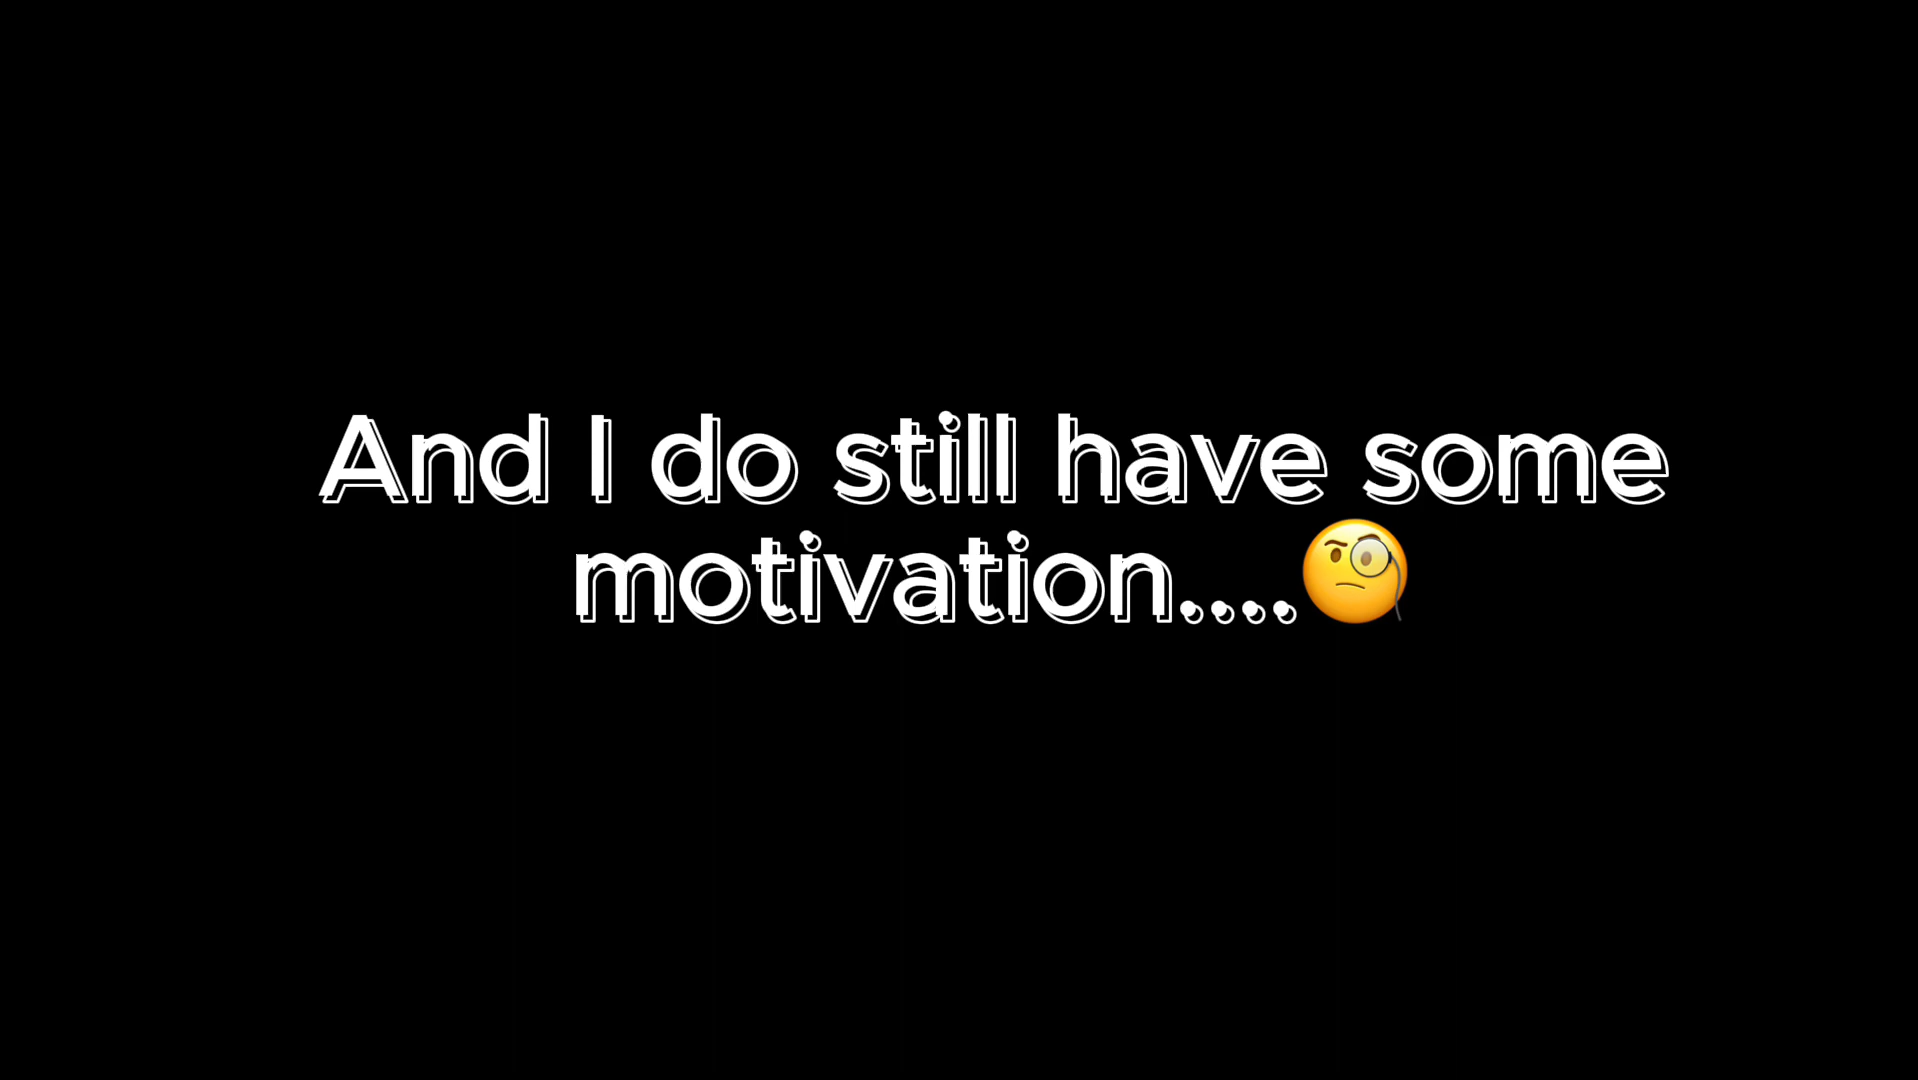 And I do still have some
motivation....🧐